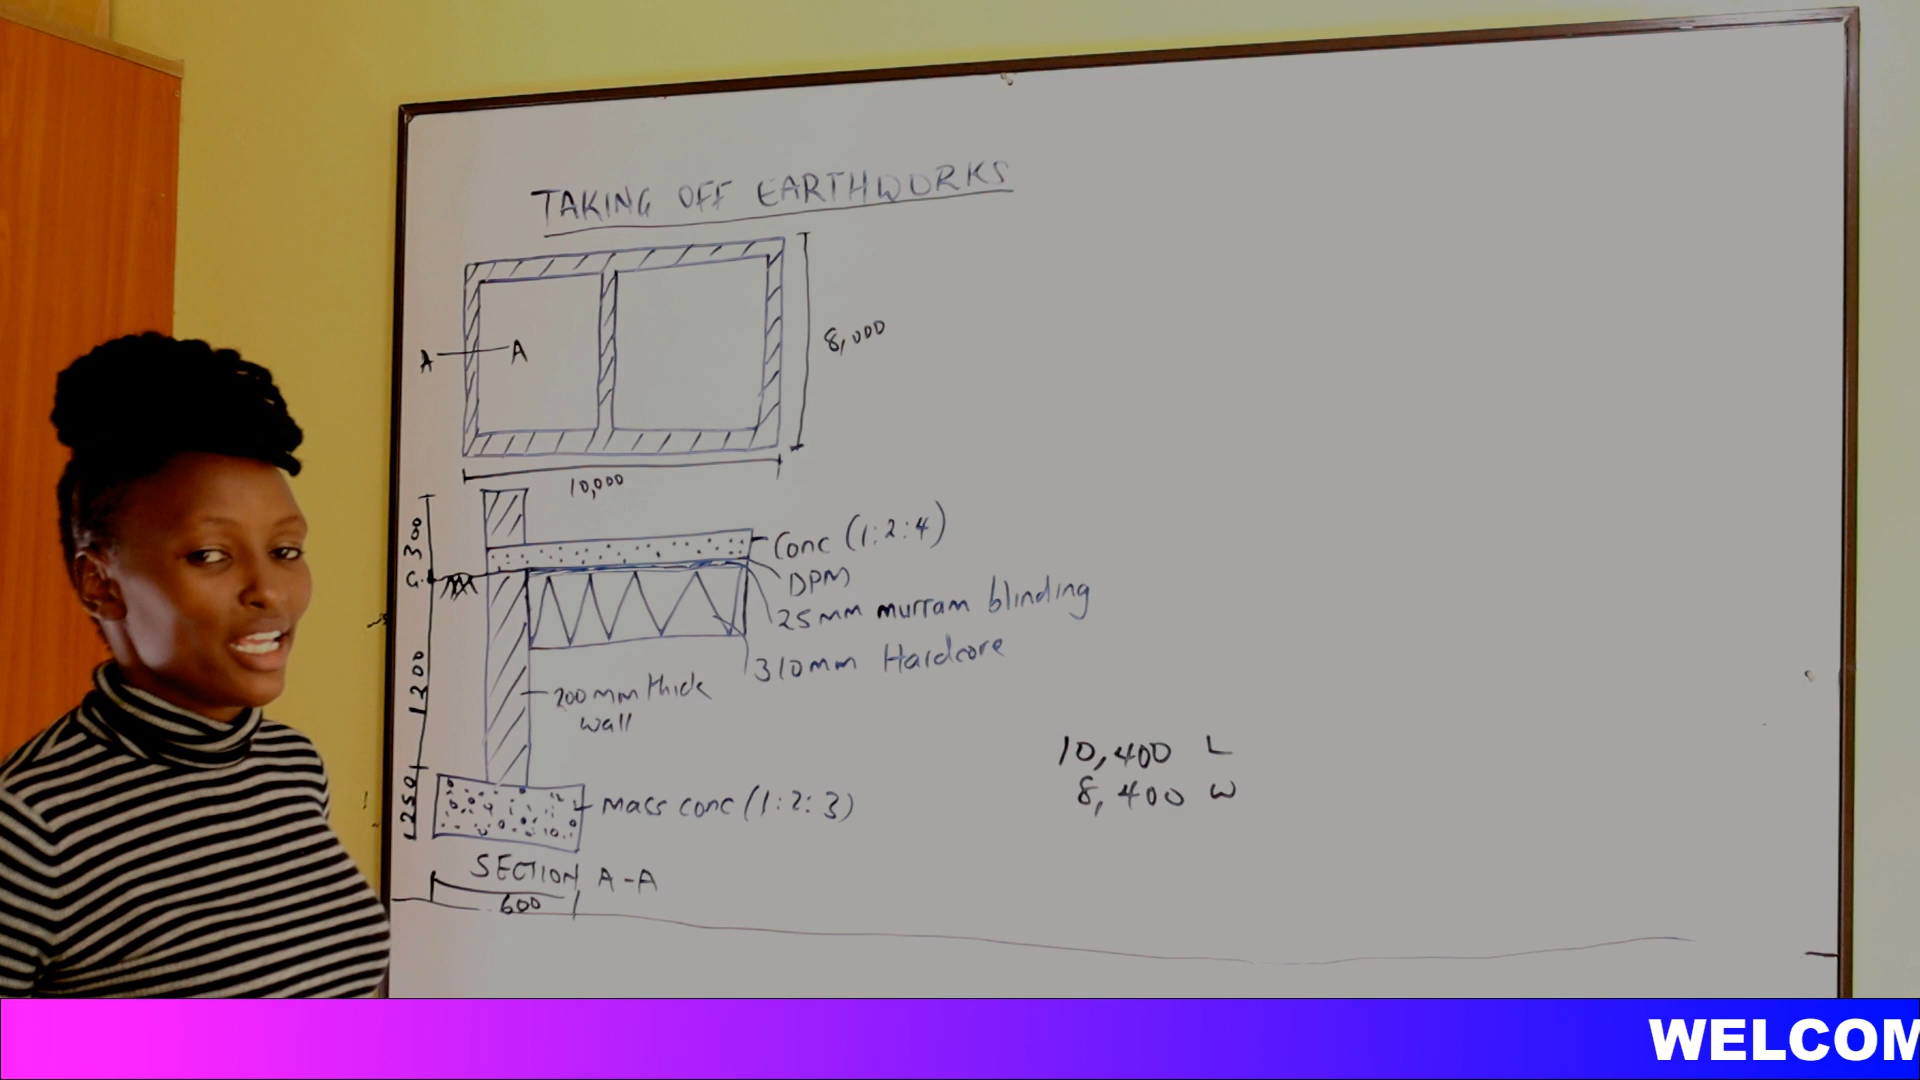 TAKING OFF EARTHWORKS
A
A
8,000
10,000
300
G.
1200
1250
Conc (1:2:4)
DPM
25mm murram blinding
310mm Hardcore
200mm thick
wall
mass conc (1:2:3)
SECTION A-A
600
10,400 L
8,400 W
WELCOM